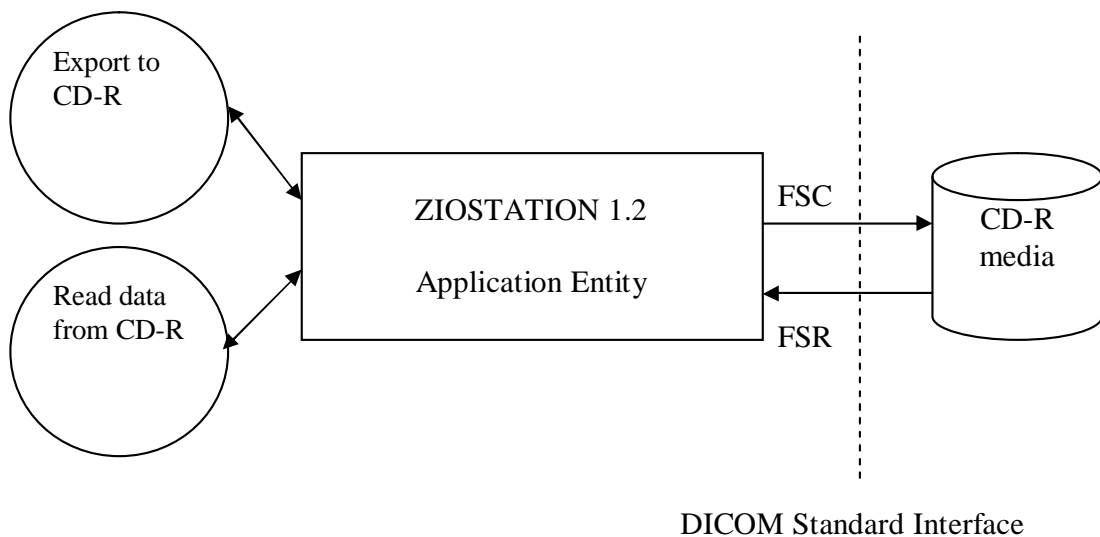 Export to
CD-R
ZIOSTATION 1.2
Application Entity
FSC
CD-R
media
Read data
from CD-R
FSR
DICOM Standard Interface